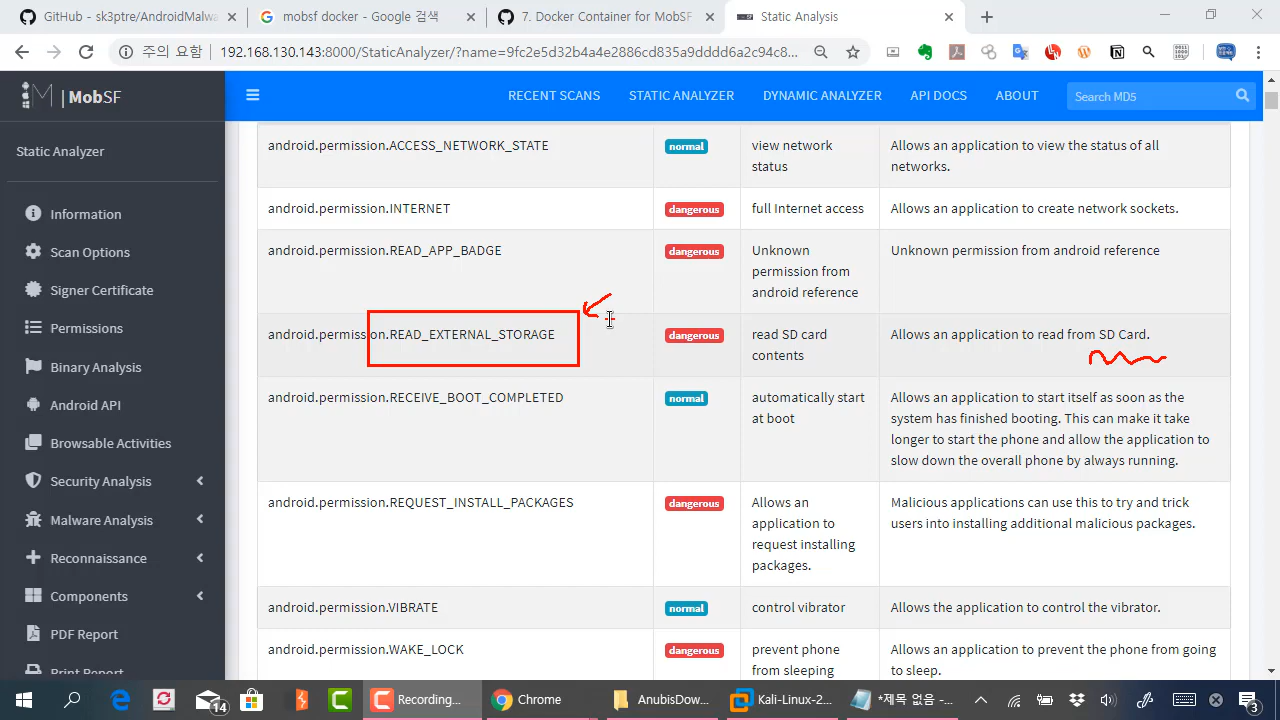 GitHub - sk3ptre/AndroidMalwa
mobsf docker - Google 검색
7. Docker Container for MobSF
Static Analysis
주의 요함
192.168.130.143:8000/StaticAnalyzer/?name=9fc2e5d32b4a4e2886cd835a9dddd6a2c94c8...
MobSF
RECENT SCANS
STATIC ANALYZER
DYNAMIC ANALYZER
API DOCS
ABOUT
Search MD5
Static Analyzer
Information
Scan Options
Signer Certificate
Permissions
Binary Analysis
Android API
Browsable Activities
Security Analysis
Malware Analysis
Reconnaissance
Components
PDF Report
Print Report
android.permission.ACCESS_NETWORK_STATE
normal
view network
status
Allows an application to view the status of all
networks.
android.permission.INTERNET
dangerous
full Internet access
Allows an application to create network sockets.
android.permission.READ_APP_BADGE
dangerous
Unknown
permission from
android reference
Unknown permission from android reference
android.permission.READ_EXTERNAL_STORAGE
dangerous
read SD card
contents
Allows an application to read from SD Card.
android.permission.RECEIVE_BOOT_COMPLETED
normal
automatically start
at boot
Allows an application to start itself as soon as the
system has finished booting. This can make it take
longer to start the phone and allow the application to
slow down the overall phone by always running.
android.permission.REQUEST_INSTALL_PACKAGES
dangerous
Allows an
application to
request installing
packages.
Malicious applications can use this to try and trick
users into installing additional malicious packages.
android.permission.VIBRATE
normal
control vibrator
Allows the application to control the vibrator.
android.permission.WAKE_LOCK
dangerous
prevent phone
from sleeping
Allows an application to prevent the phone from going
to sleep.
14
Recording...
Chrome
AnubisDow...
Kali-Linux-2...
*제목 없음 -...
3